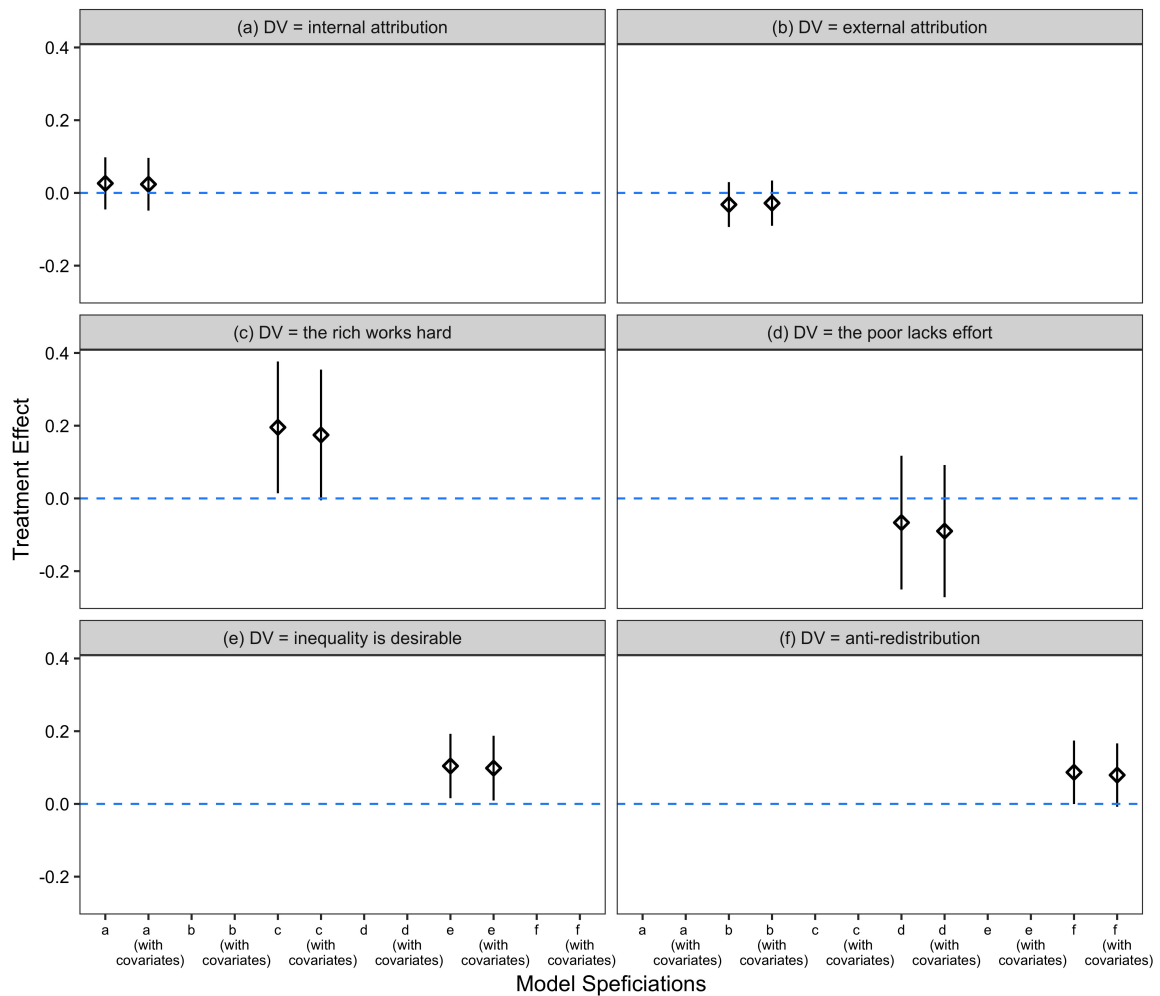 (a) DV = internal attribution
(b) DV = external attribution
0.4
0.2
0.0
-0.2
(c) DV = the rich works hard
(d) DV = the poor lacks effort
0.4
0.2
0.0
-0.2
Treatment Effect
(e) DV = inequality is desirable
(f) DV = anti-redistribution
0.4
0.2
0.0
-0.2
a a b b c c d d e e f f a a b b c c d d e e f f
(with (with (with (with (with (with (with (with (with (with (with (with
covariates) covariates) covariates) covariates) covariates) covariates) covariates) covariates) covariates) covariates) covariates) covariates)
Model Speficiations